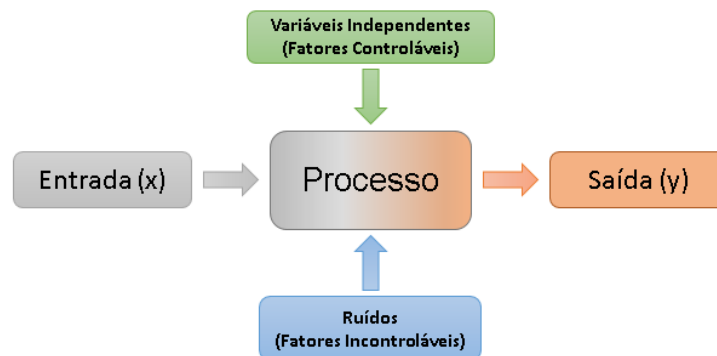 Variáveis Independentes
(Fatores Controláveis)
Entrada (x)
Processo
Saída (y)
Ruídos
(Fatores Incontroláveis)